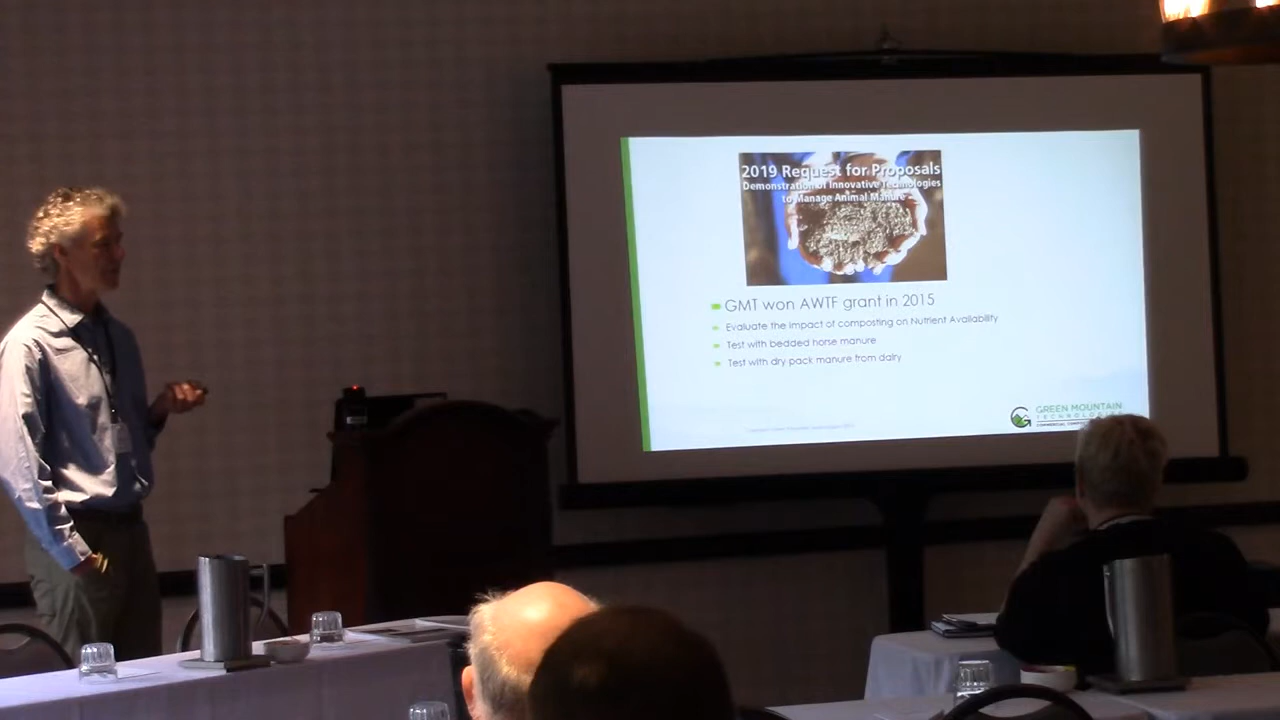 2019 Request for Proposals
Demonstration of Innovative Technologies
to Manage Animal Manure
GMT won AWTF grant in 2015
Evaluate the impact of composting on Nutrient Availability
Test with bedded horse manure
Test with dry pack manure from dairy
GREEN MOUNTAIN